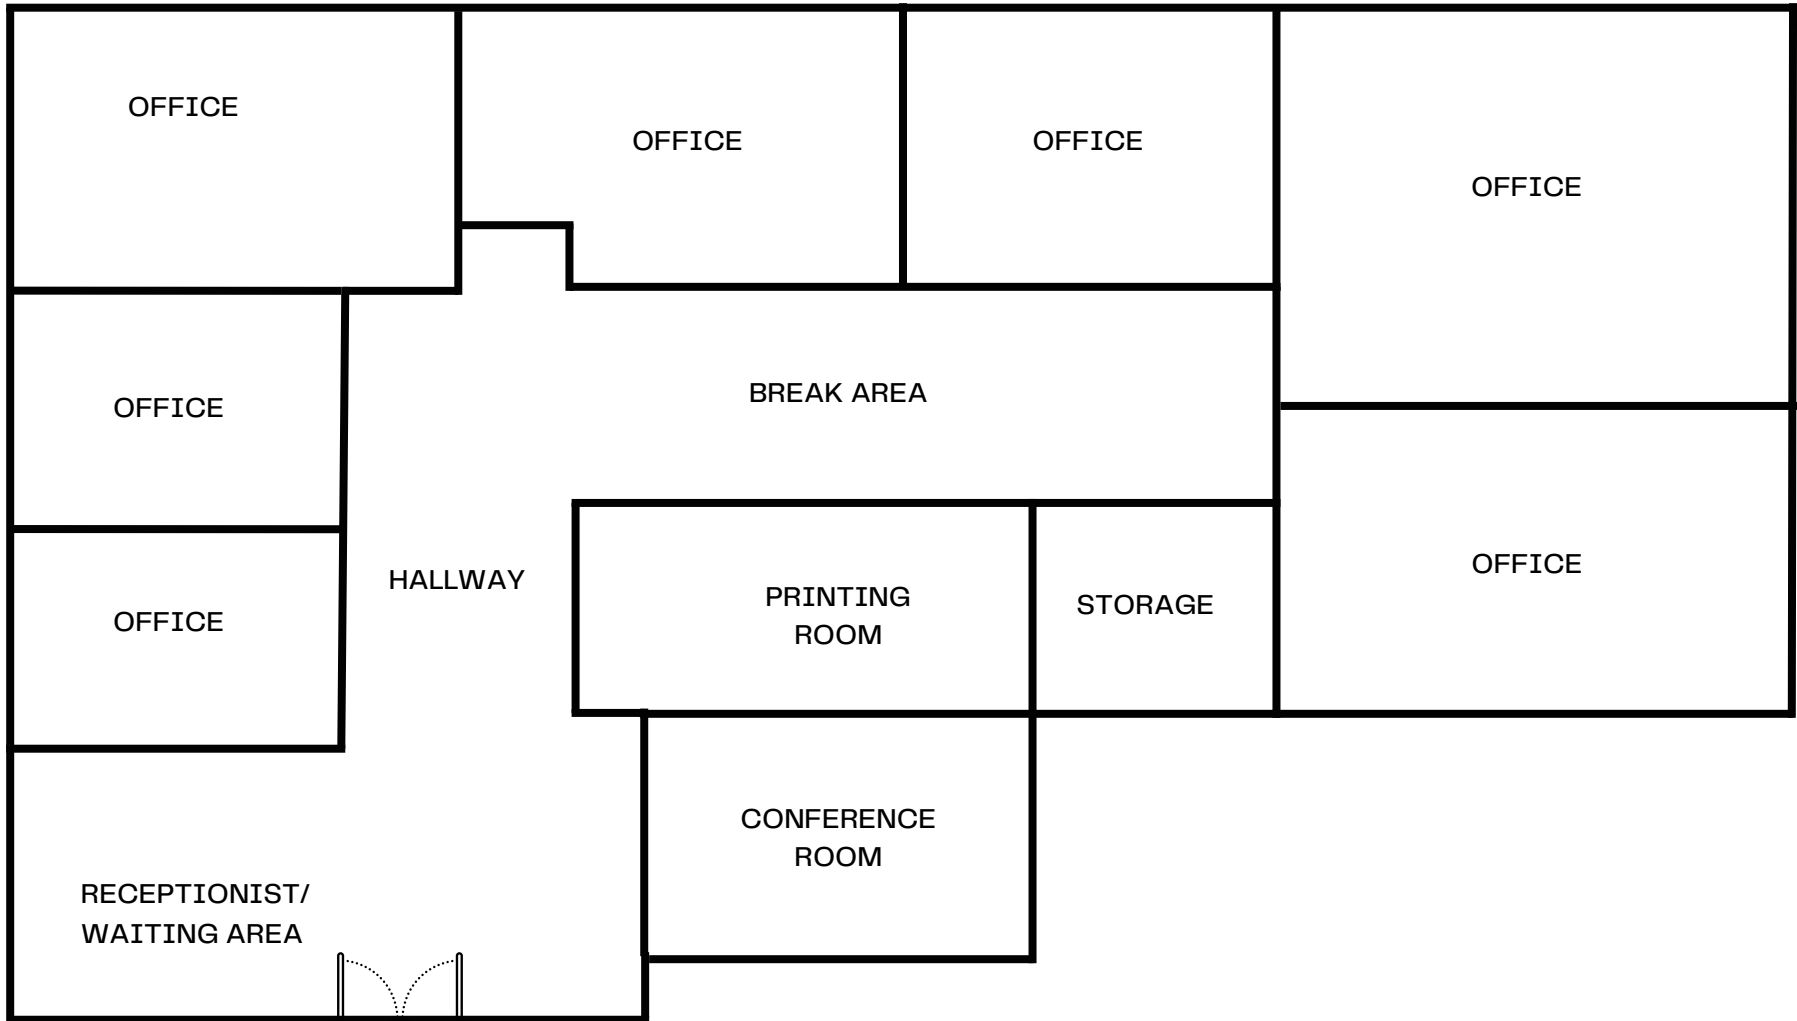 OFFICE
OFFICE
OFFICE
OFFICE
OFFICE
BREAK AREA
OFFICE
OFFICE
HALLWAY
PRINTING
ROOM
STORAGE
CONFERENCE
ROOM
RECEPTIONIST/
WAITING AREA